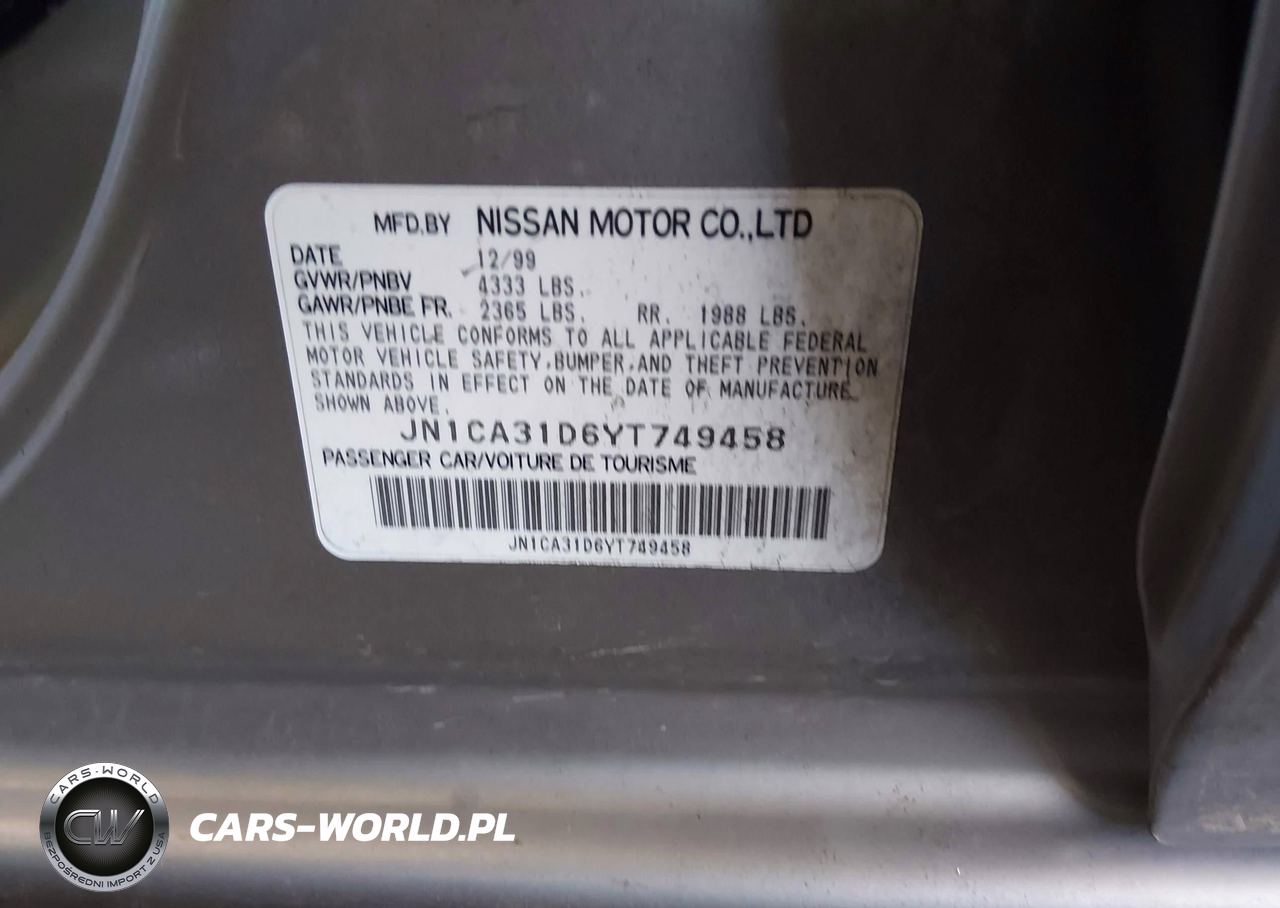 MFD.BY NISSAN MOTOR CO.,LTD
DATE 12/99
GVWR/PNBV 4333 LBS.
GAWR/PNBE FR. 2365 LBS. RR. 1988 LBS.
THIS VEHICLE CONFORMS TO ALL APPLICABLE FEDERAL
MOTOR VEHICLE SAFETY,BUMPER,AND THEFT PREVENTION
STANDARDS IN EFFECT ON THE DATE OF MANUFACTURE
SHOWN ABOVE.
JN1CA31D6YT749458
PASSENGER CAR/VOITURE DE TOURISME
JN1CA31D6YT749458
CARS-WORLD
CW
BEZPOŚREDNI IMPORT Z USA
CARS-WORLD.PL